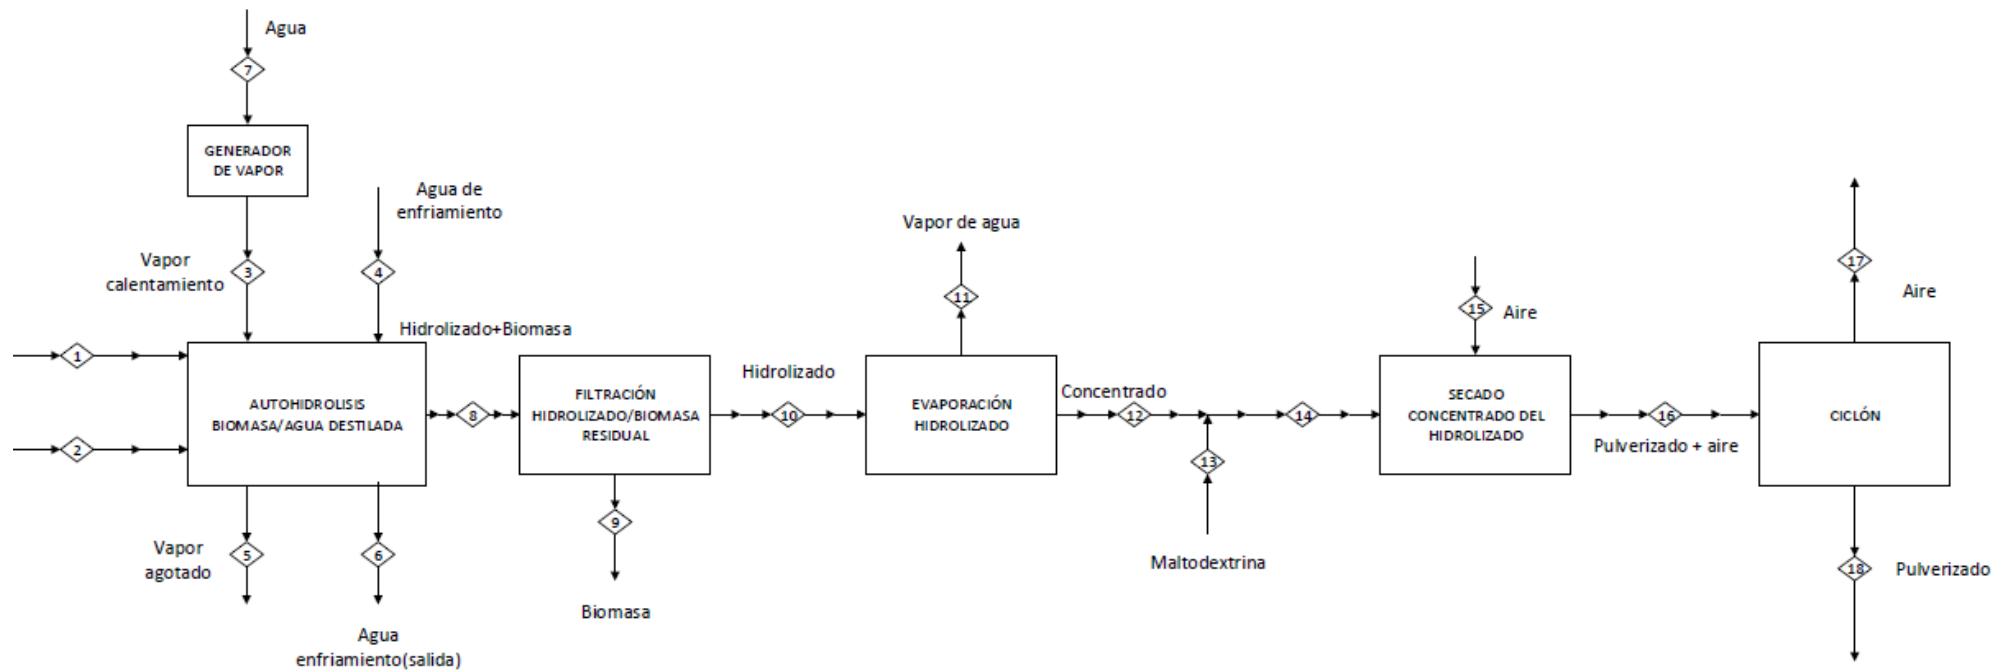 Agua
7
GENERADOR
DE VAPOR
Agua de
enfriamiento
Vapor
calentamiento
3
4
Hidrolizado+Biomasa
1
2
AUTOHIDROLISIS
BIOMASA/AGUA DESTILADA
8
5
Vapor
agotado
6
Agua
enfriamiento(salida)
FILTRACIÓN
HIDROLIZADO/BIOMASA
RESIDUAL
9
Biomasa
Hidrolizado
10
Vapor de agua
11
EVAPORACIÓN
HIDROLIZADO
Concentrado
12
13
Maltodextrina
14
15
Aire
SECADO
CONCENTRADO DEL
HIDROLIZADO
16
Pulverizado + aire
17
Aire
CICLÓN
18
Pulverizado